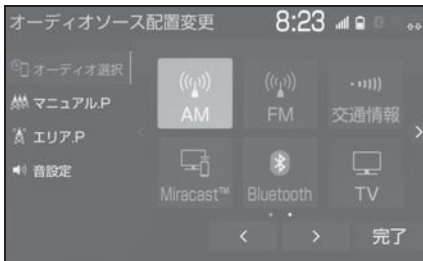 オーディオソース配置変更 8:23
オーディオ選択
マニュアル.P
エリア.P
音設定
AM FM 交通情報
Miracast™ Bluetooth TV
完了